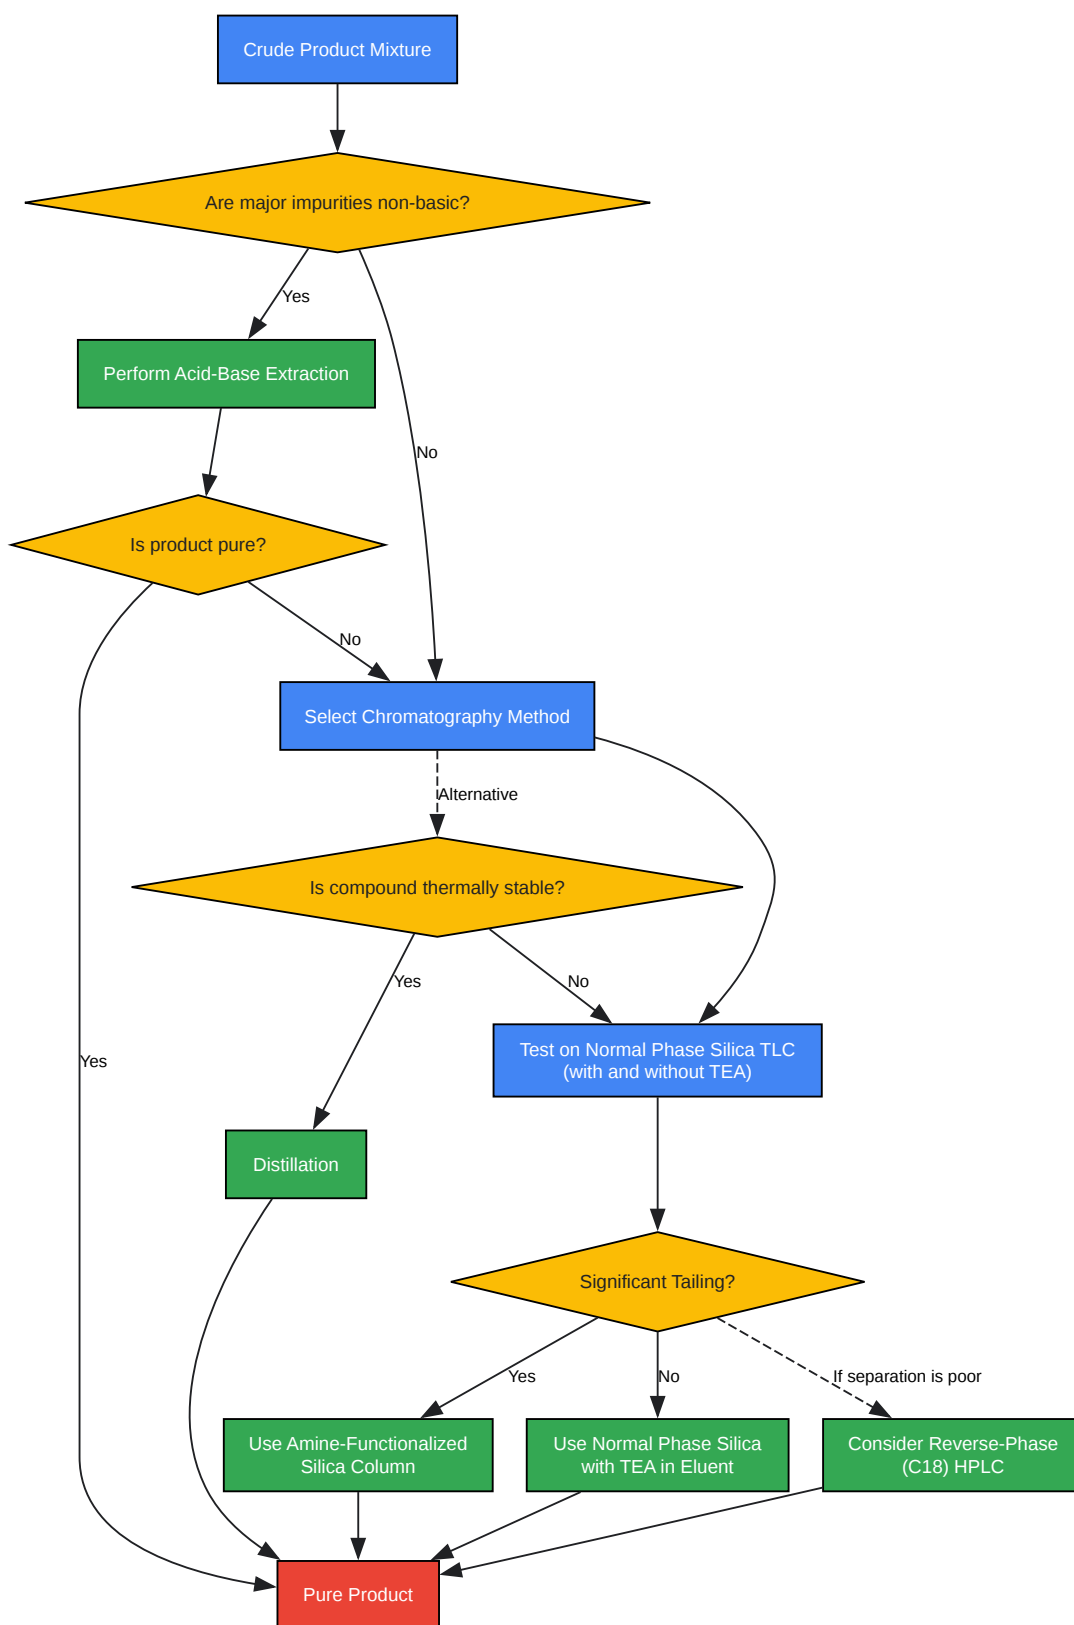 Crude Product Mixture
Are major impurities non-basic?
Yes
Perform Acid-Base Extraction
No
Is product pure?
No
Select Chromatography Method
Alternative
Is compound thermally stable?
Yes
No
Test on Normal Phase Silica TLC
(with and without TEA)
Yes
Distillation
Significant Tailing?
Yes
No
If separation is poor
Use Amine-Functionalized
Silica Column
Use Normal Phase Silica
with TEA in Eluent
Consider Reverse-Phase
(C18) HPLC
Pure Product